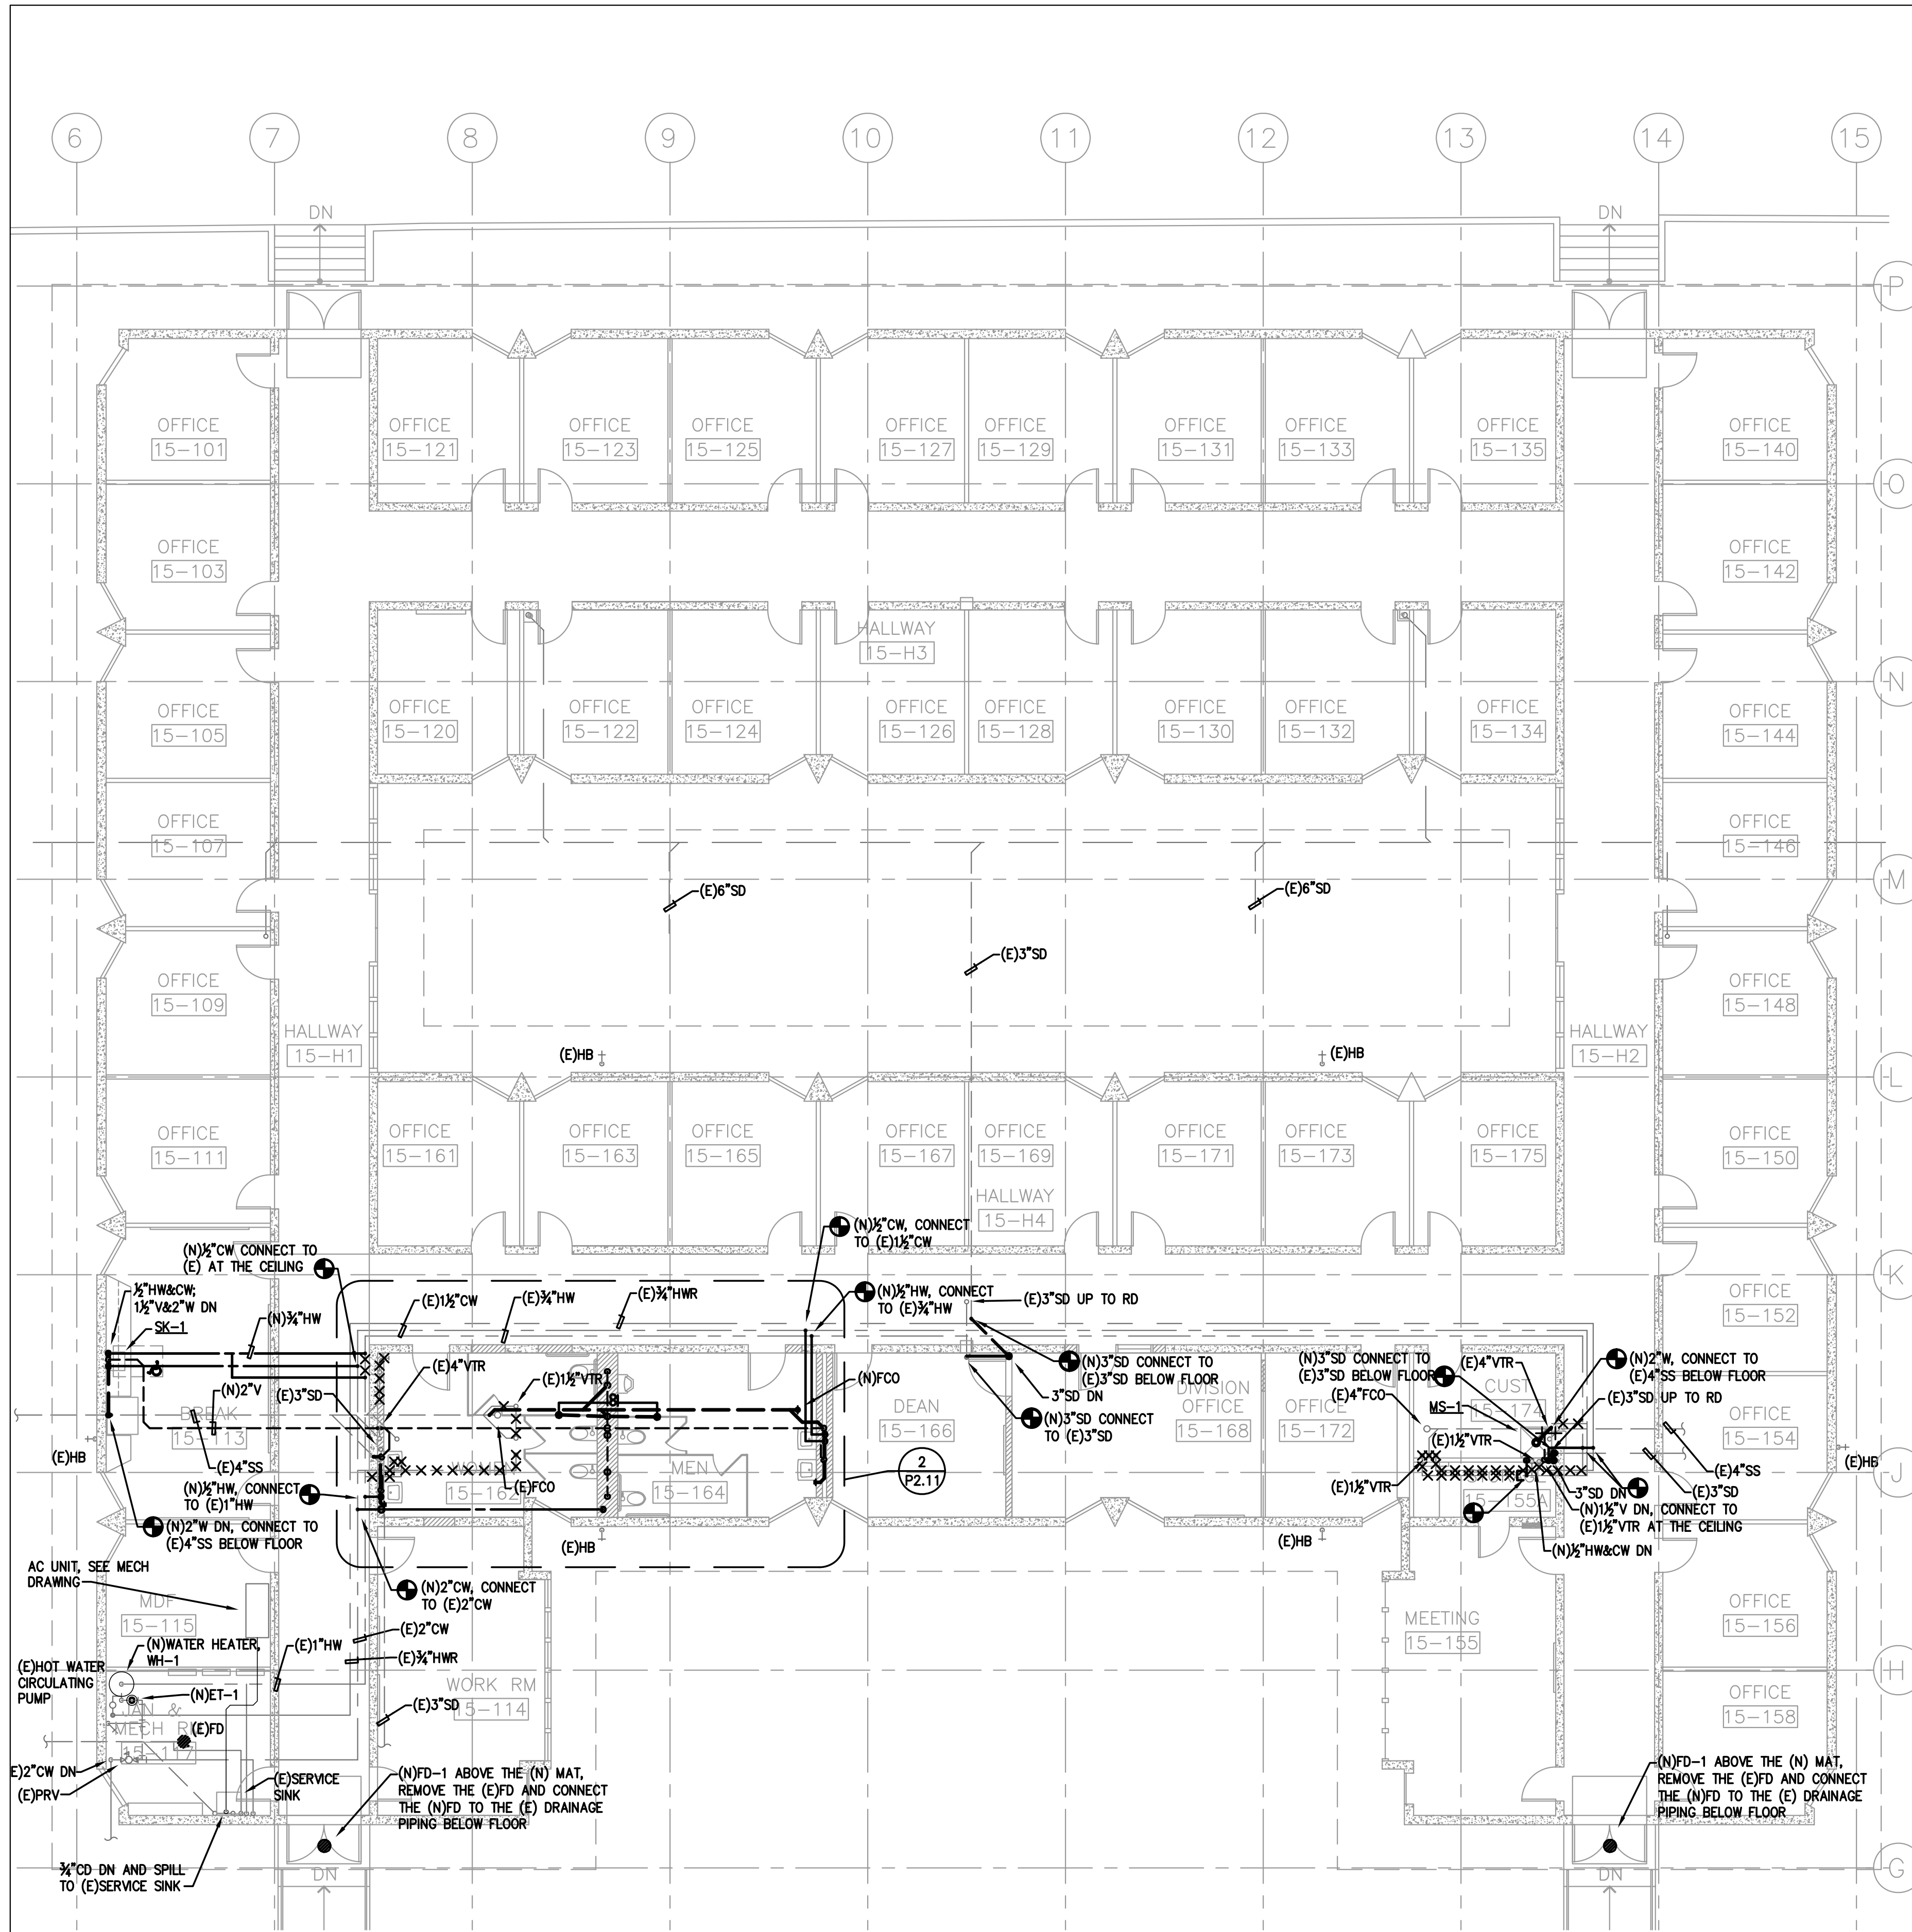 6
7
8
9
10
11
12
13
14
15
DN
DN
P
OFFICE
15-101
OFFICE
15-121
OFFICE
15-123
OFFICE
15-125
OFFICE
15-127
OFFICE
15-129
OFFICE
15-131
OFFICE
15-133
OFFICE
15-135
OFFICE
15-140
O
OFFICE
15-103
OFFICE
15-142
HALLWAY
15-H3
N
OFFICE
15-105
OFFICE
15-120
OFFICE
15-122
OFFICE
15-124
OFFICE
15-126
OFFICE
15-128
OFFICE
15-130
OFFICE
15-132
OFFICE
15-134
OFFICE
15-144
OFFICE
15-107
OFFICE
15-146
M
(E)6"SD
(E)6"SD
(E)3"SD
OFFICE
15-109
OFFICE
15-148
HALLWAY
15-H1
(E)HB
(E)HB
HALLWAY
15-H2
L
OFFICE
15-111
OFFICE
15-161
OFFICE
15-163
OFFICE
15-165
OFFICE
15-167
OFFICE
15-169
OFFICE
15-171
OFFICE
15-173
OFFICE
15-175
OFFICE
15-150
HALLWAY
15-H4
(N)½"CW CONNECT TO
(E) AT THE CEILING
(N)½"CW, CONNECT
TO (E)1½"CW
K
½"HW&CW;
1½"V&2"W DN
SK-1
(N)¾"HW
(E)1½"CW
(E)¾"HW
(E)¾"HWR
(N)½"HW, CONNECT
TO (E)¾"HW
(E)3"SD UP TO RD
OFFICE
15-152
(E)4"VTR
(E)1½"VTR
(N)FCO
(N)3"SD CONNECT TO
(E)3"SD BELOW FLOOR
3"SD DN
(N)3"SD CONNECT
TO (E)3"SD
(N)3"SD CONNECT TO
(E)3"SD BELOW FLOOR
(E)4"VTR
(N)2"W, CONNECT TO
(E)4"SS BELOW FLOOR
(E)4"FCO
MS-1
CUST
15-174
(E)3"SD UP TO RD
(E)3"SD
(N)2"V
BREAK
15-113
DEAN
15-166
DIVISION
OFFICE
15-168
OFFICE
15-172
OFFICE
15-154
(E)HB
(E)4"SS
WOMEN
15-162
(E)FCO
MEN
15-164
2
P2.11
(E)1½"VTR
(E)1½"VTR
15-155A
3"SD DN
(E)4"SS
(E)3"SD
(E)HB
J
(N)½"HW, CONNECT
TO (E)1"HW
(N)1½"V DN, CONNECT TO
(E)1½"VTR AT THE CEILING
(N)2"W DN, CONNECT TO
(E)4"SS BELOW FLOOR
(E)HB
(E)HB
(N)½"HW&CW DN
AC UNIT, SEE MECH
DRAWING
(N)2"CW, CONNECT
TO (E)2"CW
MDF
15-115
MEETING
15-155
OFFICE
15-156
(E)2"CW
(N)WATER HEATER,
WH-1
(E)1"HW
(E)¾"HWR
(E)HOT WATER
CIRCULATING
PUMP
H
WORK RM
15-114
(N)ET-1
(E)3"SD
OFFICE
15-158
JAN &
MECH RM
15-117
(E)FD
E)2"CW DN
(E)PRV
(E)SERVICE
SINK
(N)FD-1 ABOVE THE (N) MAT,
REMOVE THE (E)FD AND CONNECT
THE (N)FD TO THE (E) DRAINAGE
PIPING BELOW FLOOR
(N)FD-1 ABOVE THE (N) MAT,
REMOVE THE (E)FD AND CONNECT
THE (N)FD TO THE (E) DRAINAGE
PIPING BELOW FLOOR
¾"CD DN AND SPILL
TO (E)SERVICE SINK
DN
DN
G